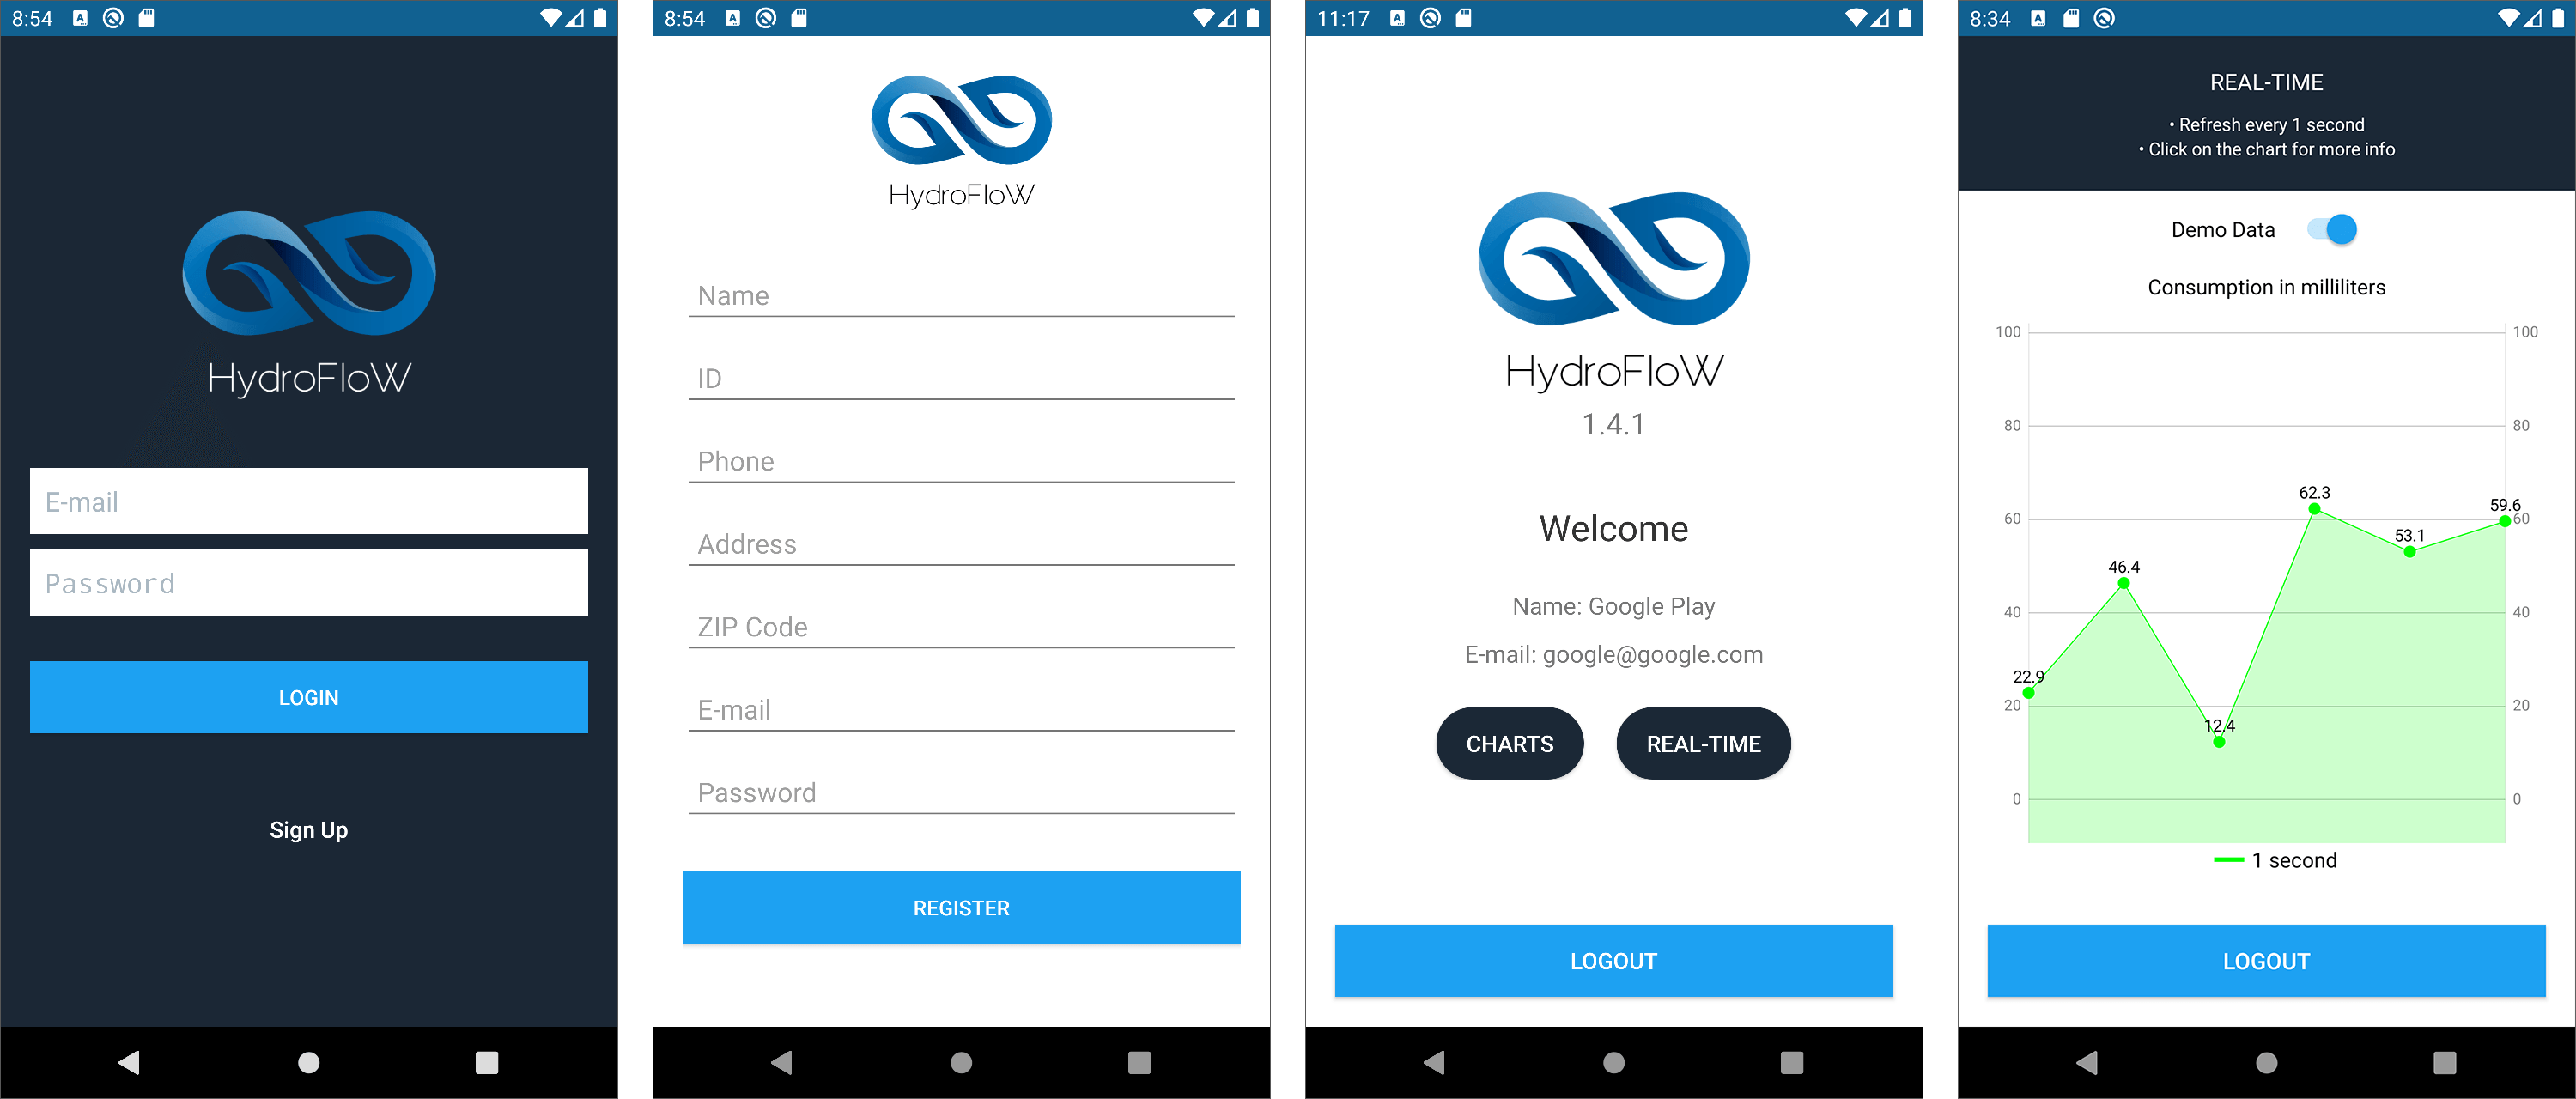 8:54
HydroFloW
E-mail
Password
LOGIN
Sign Up
8:54
HydroFloW
Name
ID
Phone
Address
ZIP Code
E-mail
Password
REGISTER
11:17
HydroFloW
1.4.1
Welcome
Name: Google Play
E-mail: google@google.com
CHARTS
REAL-TIME
LOGOUT
8:34
REAL-TIME
• Refresh every 1 second
• Click on the chart for more info
Demo Data
Consumption in milliliters
100 100
80 80
62.3
59.6
60 60
53.1
46.4
40 40
22.9
20 20
12.4
0 0
1 second
LOGOUT